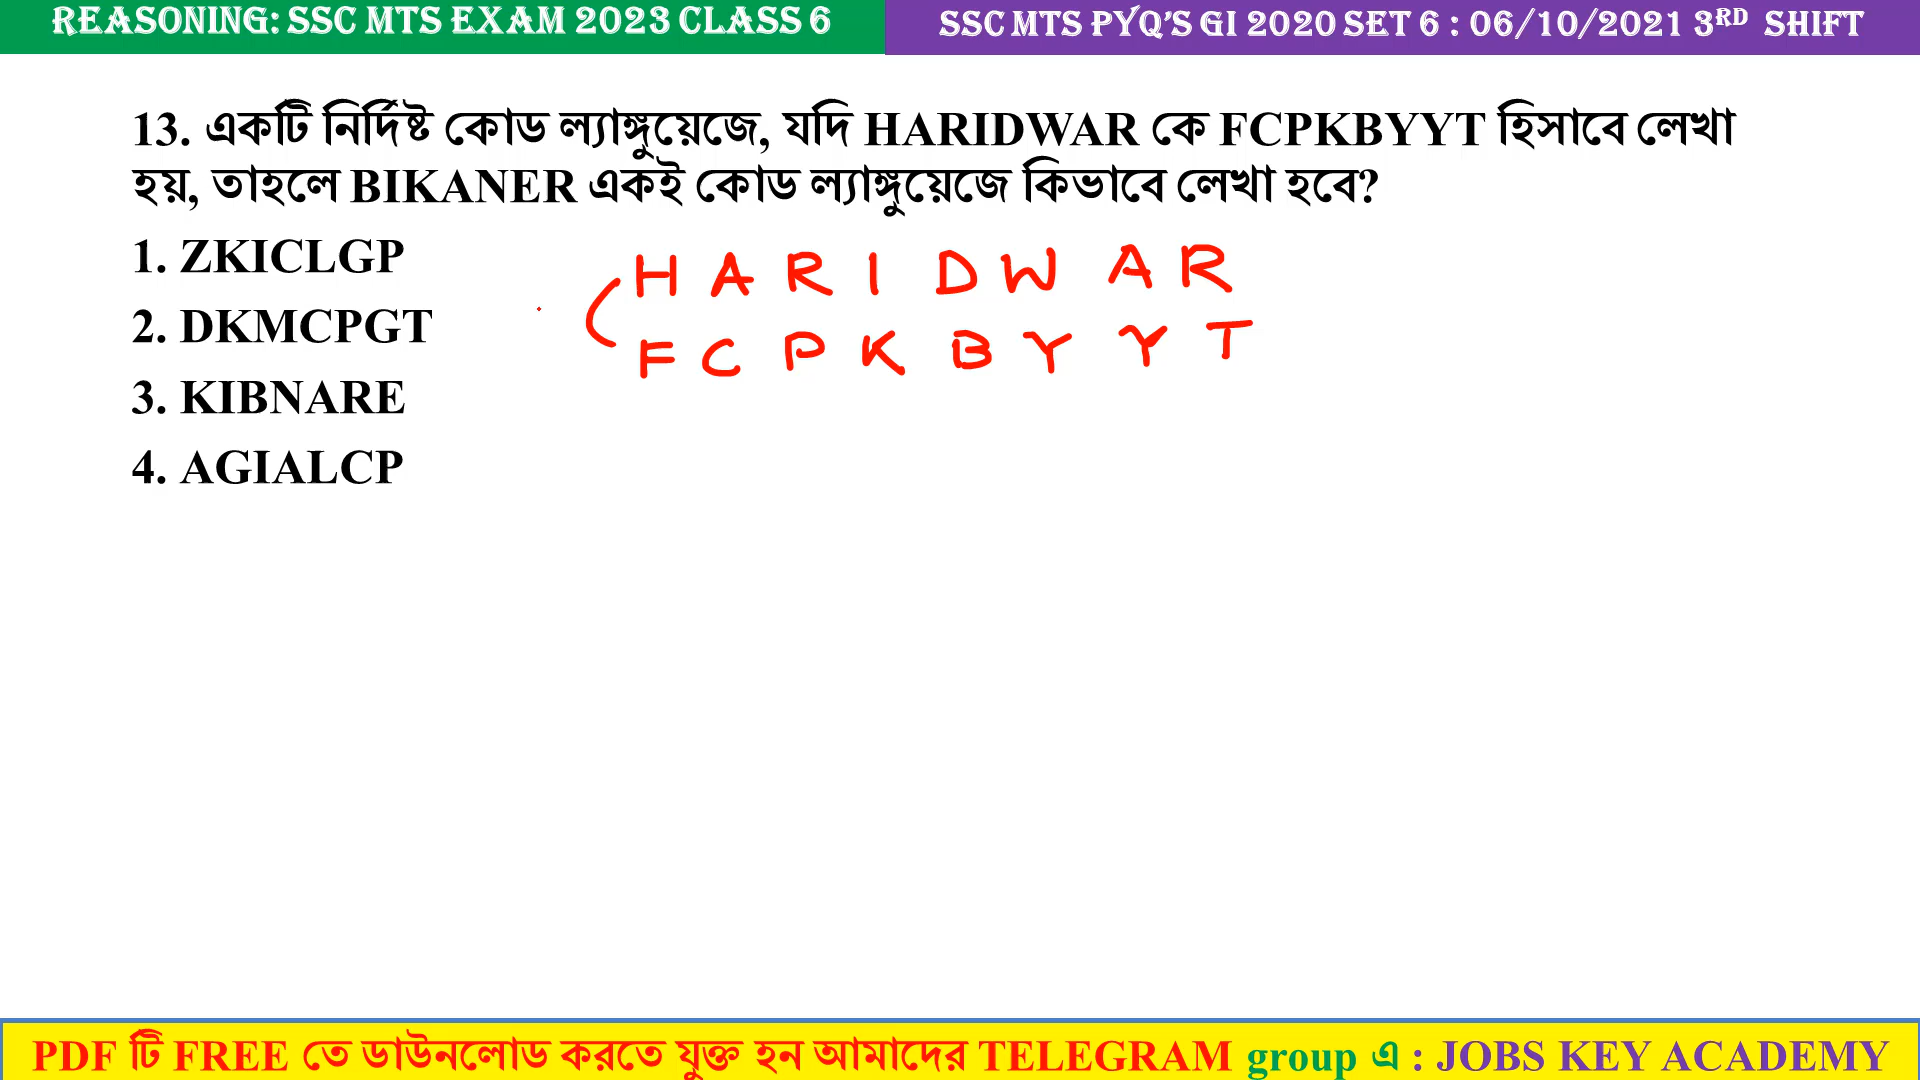 REASONING: SSC MTS EXAM 2023 CLASS 6
SSC MTS PYQ'S GI 2020 SET 6 : 06/10/2021 3RD SHIFT
13. একটি নির্দিষ্ট কোড ল্যাঙ্গুয়েজে, যদি HARIDWAR কে FCPKBYYT হিসাবে লেখা
হয়, তাহলে BIKANER একই কোড ল্যাঙ্গুয়েজে কিভাবে লেখা হবে?
1. ZKICLGP
2. DKMCPGT
3. KIBNARE
4. AGIALCP
H A R I D W A R
F C P K B Y Y T
PDF টি FREE তে ডাউনলোড করতে যুক্ত হন আমাদের TELEGRAM group এ : JOBS KEY ACADEMY